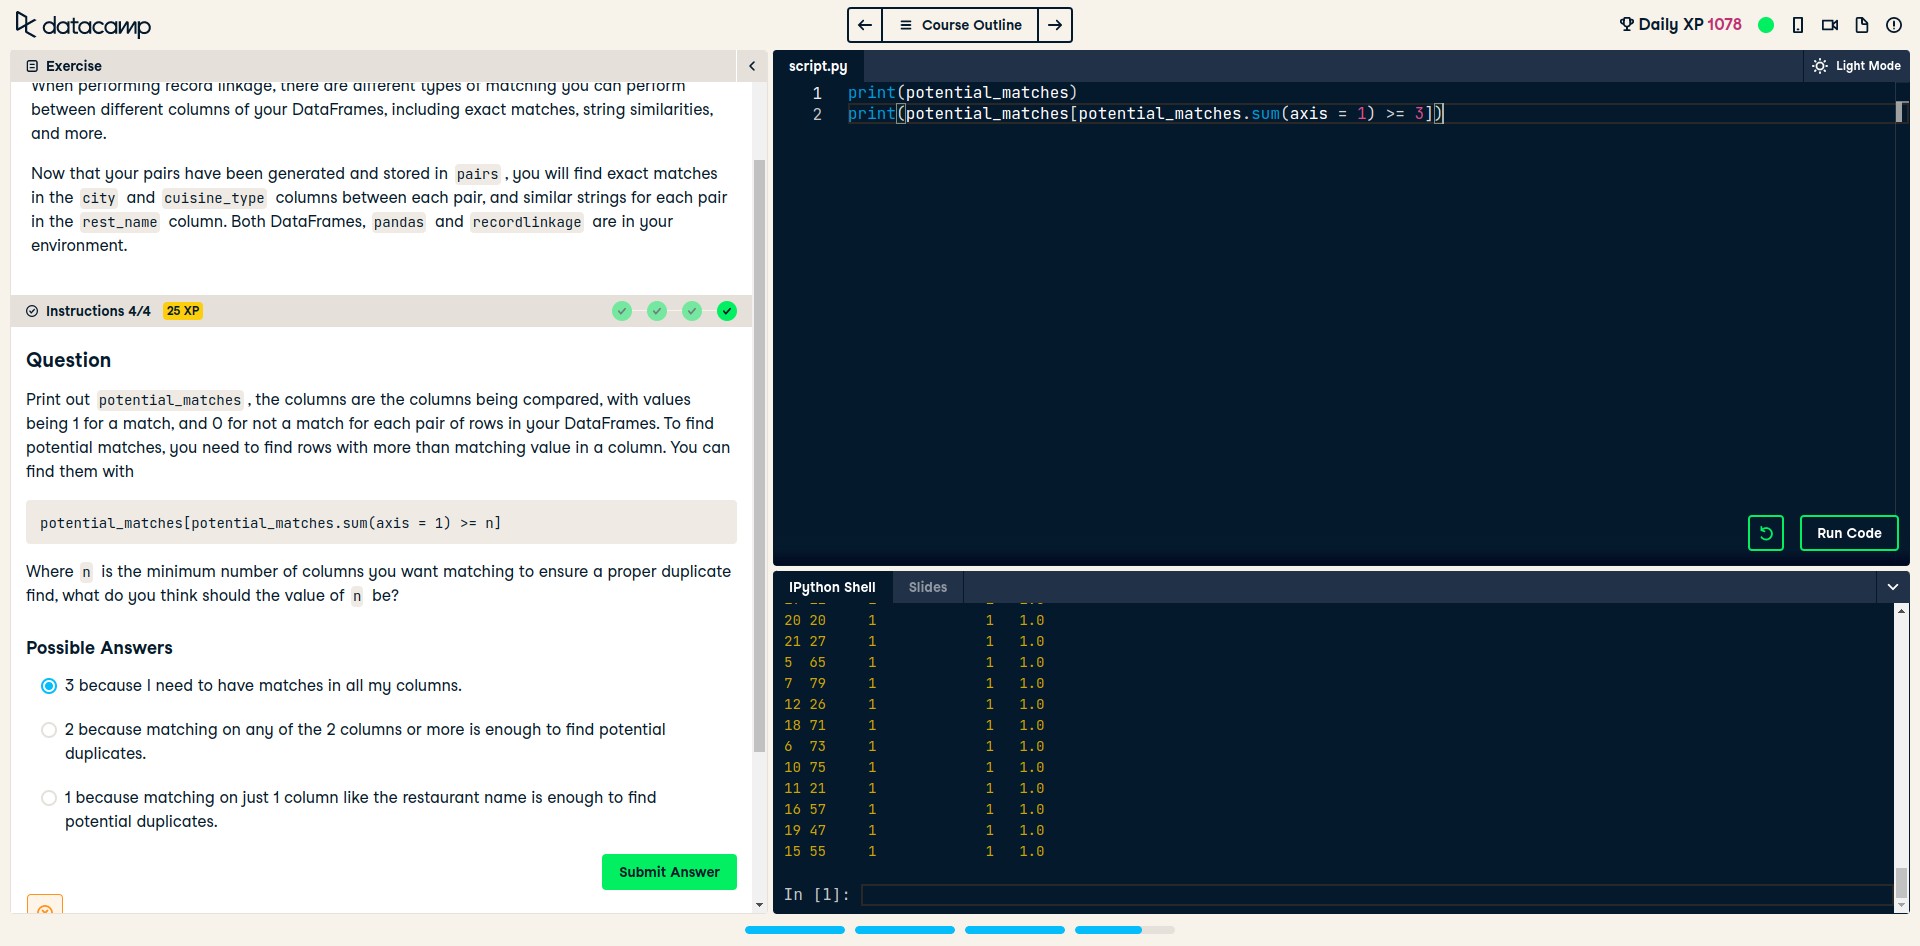 datacamp
Course Outline
Daily XP 1078
Exercise
When performing record linkage, there are different types of matching you can perform
between different columns of your DataFrames, including exact matches, string similarities,
and more.
Now that your pairs have been generated and stored in pairs , you will find exact matches
in the city and cuisine_type columns between each pair, and similar strings for each pair
in the rest_name column. Both DataFrames, pandas and recordlinkage are in your
environment.
Instructions 4/4 25 XP
Question
Print out potential_matches , the columns are the columns being compared, with values
being 1 for a match, and 0 for not a match for each pair of rows in your DataFrames. To find
potential matches, you need to find rows with more than matching value in a column. You can
find them with
potential_matches[potential_matches.sum(axis = 1) >= n]
Where n is the minimum number of columns you want matching to ensure a proper duplicate
find, what do you think should the value of n be?
Possible Answers
3 because I need to have matches in all my columns.
2 because matching on any of the 2 columns or more is enough to find potential
duplicates.
1 because matching on just 1 column like the restaurant name is enough to find
potential duplicates.
Submit Answer
script.py
Light Mode
1 print(potential_matches)
2 print(potential_matches[potential_matches.sum(axis = 1) >= 3])
Run Code
IPython Shell
Slides
20 20 1 1 1.0
21 27 1 1 1.0
5 65 1 1 1.0
7 79 1 1 1.0
12 26 1 1 1.0
18 71 1 1 1.0
6 73 1 1 1.0
10 75 1 1 1.0
11 21 1 1 1.0
16 57 1 1 1.0
19 47 1 1 1.0
15 55 1 1 1.0
In [1]: